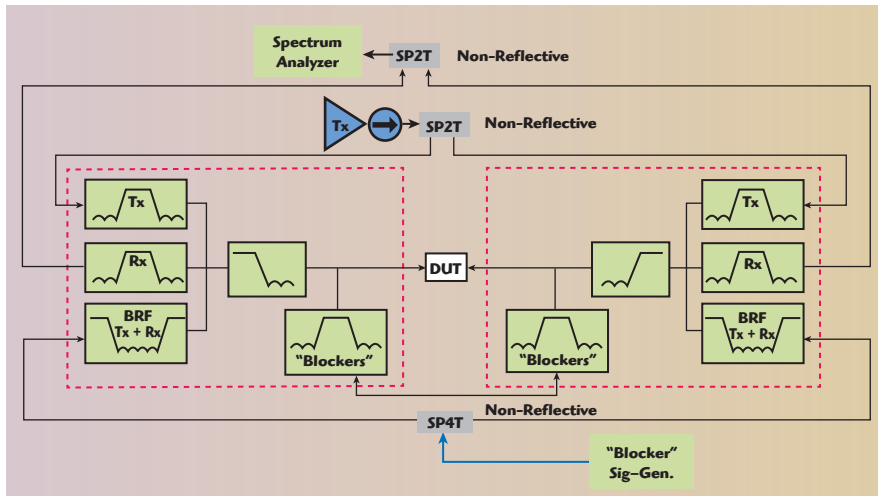 Spectrum
Analyzer
SP2T
Non-Reflective
Tx
SP2T
Non-Reflective
Tx
Rx
BRF
Tx + Rx
"Blockers"
DUT
Tx
Rx
BRF
Tx + Rx
"Blockers"
SP4T
Non-Reflective
"Blocker"
Sig–Gen.